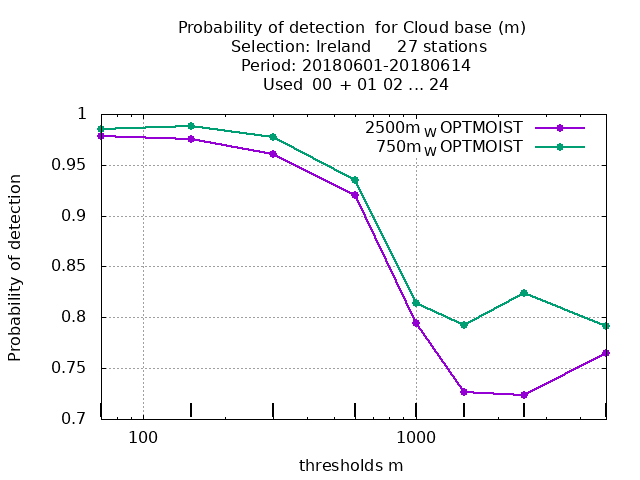 Probability of detection  for Cloud base (m)
Selection: Ireland     27 stations
Period: 20180601-20180614
Used  00  + 01 02 ... 24
2500m W OPTMOIST
750m W OPTMOIST
1
0.95
0.9
0.85
0.8
0.75
0.7
Probability of detection
100
1000
thresholds m